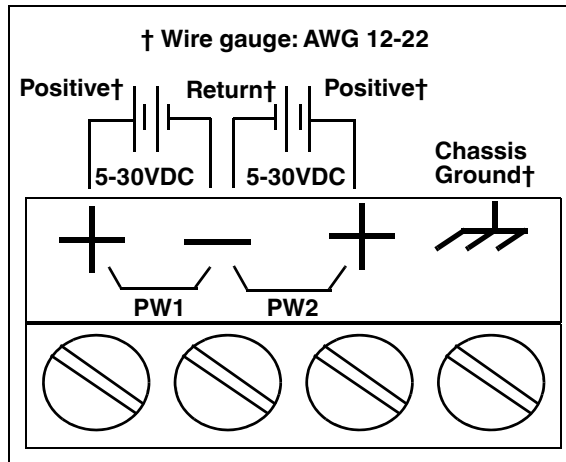 † Wire gauge: AWG 12-22
Positive† Return† Positive†
5-30VDC 5-30VDC
Chassis
Ground†
PW1 PW2